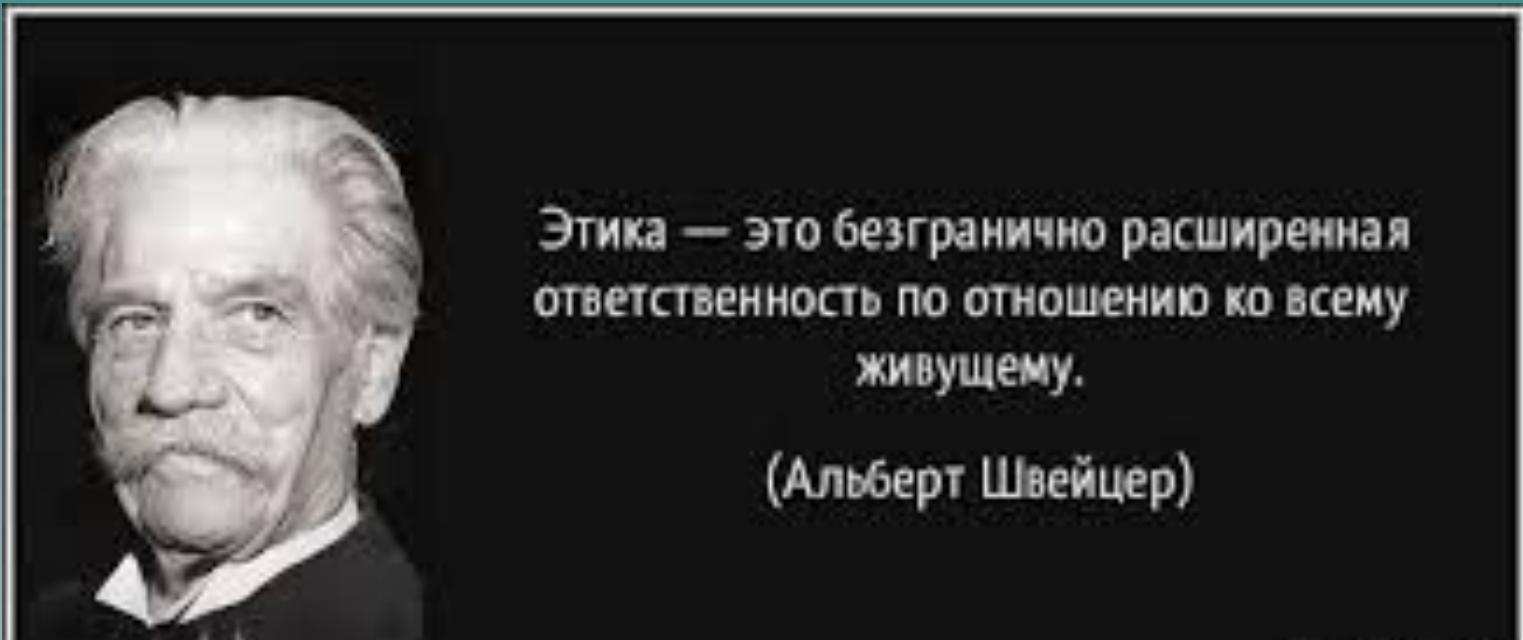 Этика — это безгранично расширенная
ответственность по отношению ко всему
живущему.
(Альберт Швейцер)